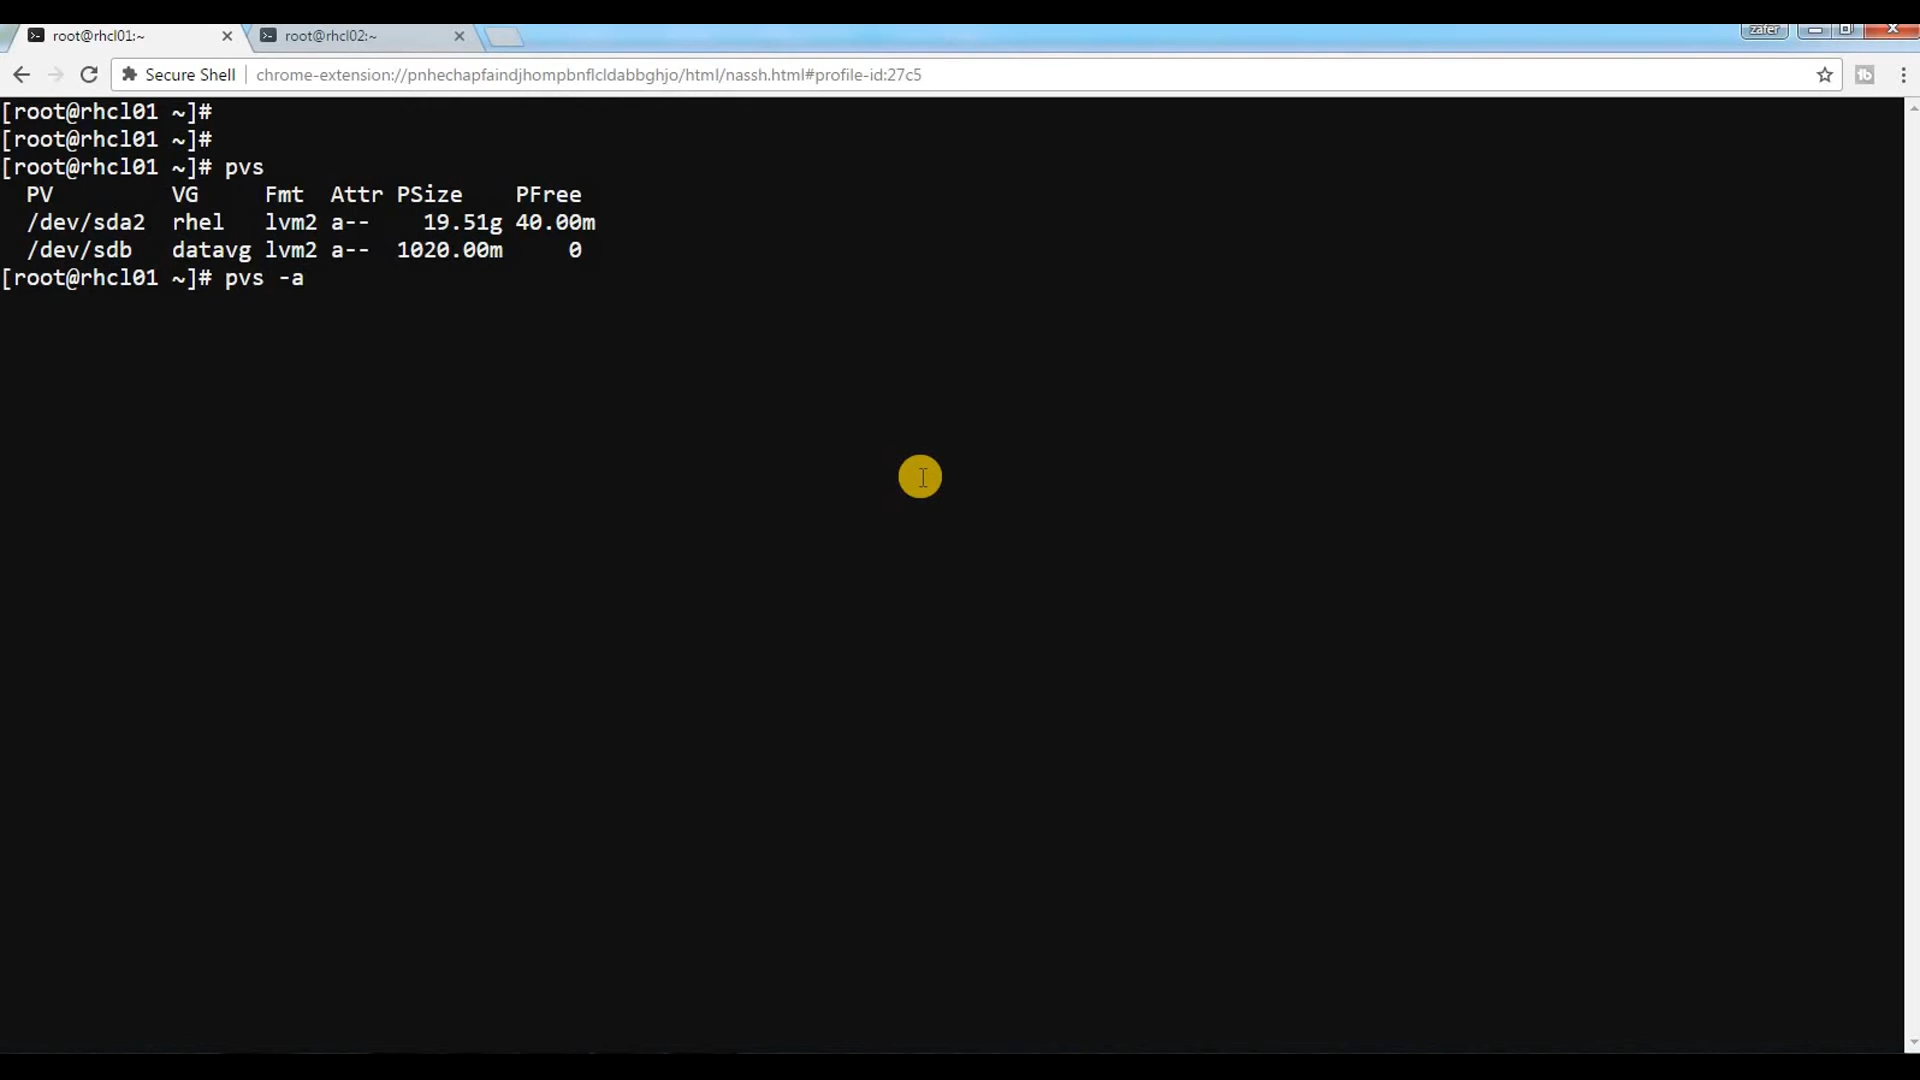 root@rhcl01:~
root@rhcl02:~
zafer
Secure Shell
chrome-extension://pnhechapfaindjhompbnflcldabbghjo/html/nassh.html#profile-id:27c5
[root@rhcl01 ~]#
[root@rhcl01 ~]#
[root@rhcl01 ~]# pvs
  PV         VG     Fmt  Attr PSize    PFree
  /dev/sda2  rhel   lvm2 a--    19.51g 40.00m
  /dev/sdb   datavg lvm2 a--  1020.00m     0
[root@rhcl01 ~]# pvs -a